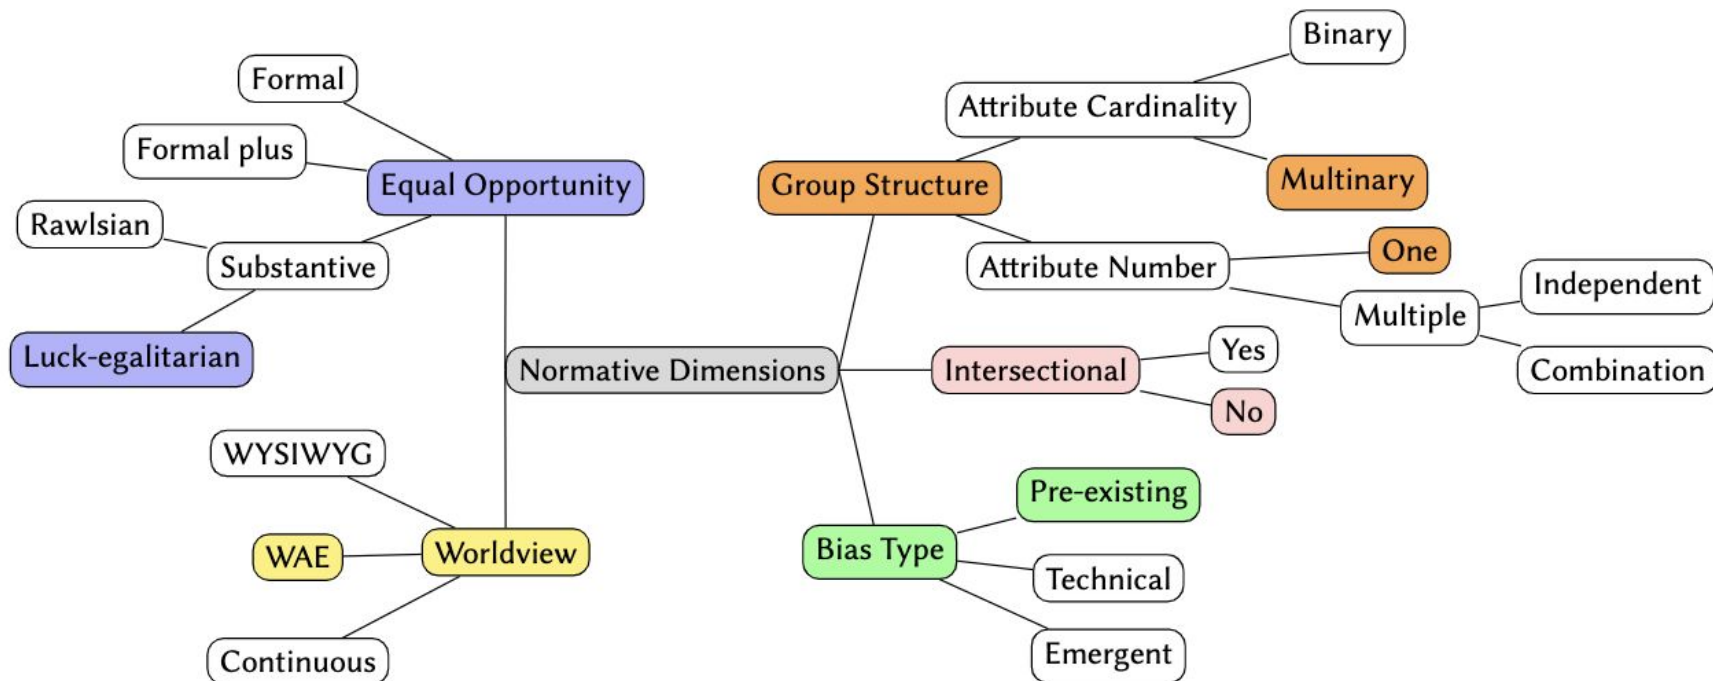 Binary
Formal
Attribute Cardinality
Formal plus
Equal Opportunity
Group Structure
Multinary
Rawlsian
One
Substantive
Attribute Number
Independent
Multiple
Luck-egalitarian
Normative Dimensions
Intersectional
Yes
Combination
No
WYSIWYG
Pre-existing
WAE
Worldview
Bias Type
Technical
Continuous
Emergent